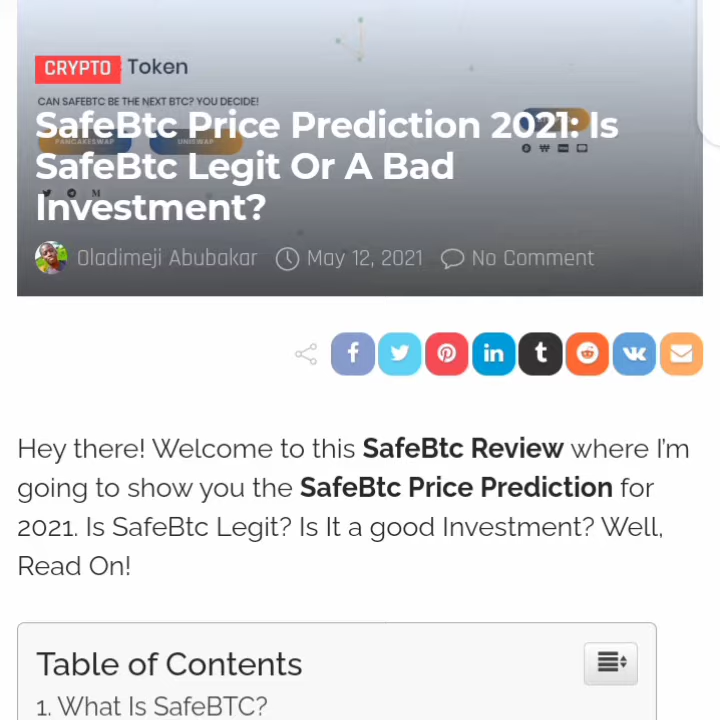 CRYPTO Token
CAN SAFEBTC BE THE NEXT BTC? YOU DECIDE!
SafeBtc Price Prediction 2021: Is
PANCAKESWAP UNISWAP
SafeBtc Legit Or A Bad
M
Investment?
Oladimeji Abubakar May 12, 2021 No Comment
f t in
Hey there! Welcome to this SafeBtc Review where I'm
going to show you the SafeBtc Price Prediction for
2021. Is SafeBtc Legit? Is It a good Investment? Well,
Read On!
Table of Contents
1. What Is SafeBTC?